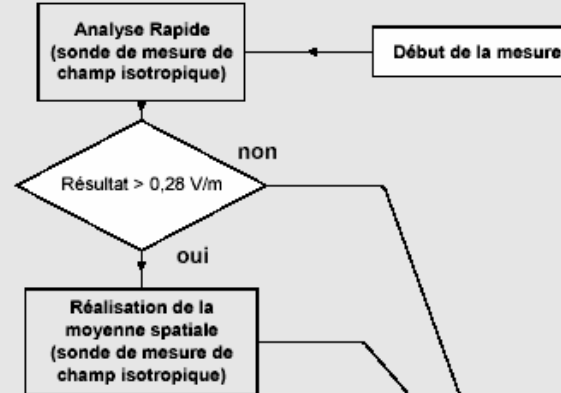 Analyse Rapide
(sonde de mesure de
champ isotropique)
Début de la mesure
Résultat > 0,28 V/m
non
oui
Réalisation de la
moyenne spatiale
(sonde de mesure de
champ isotropique)